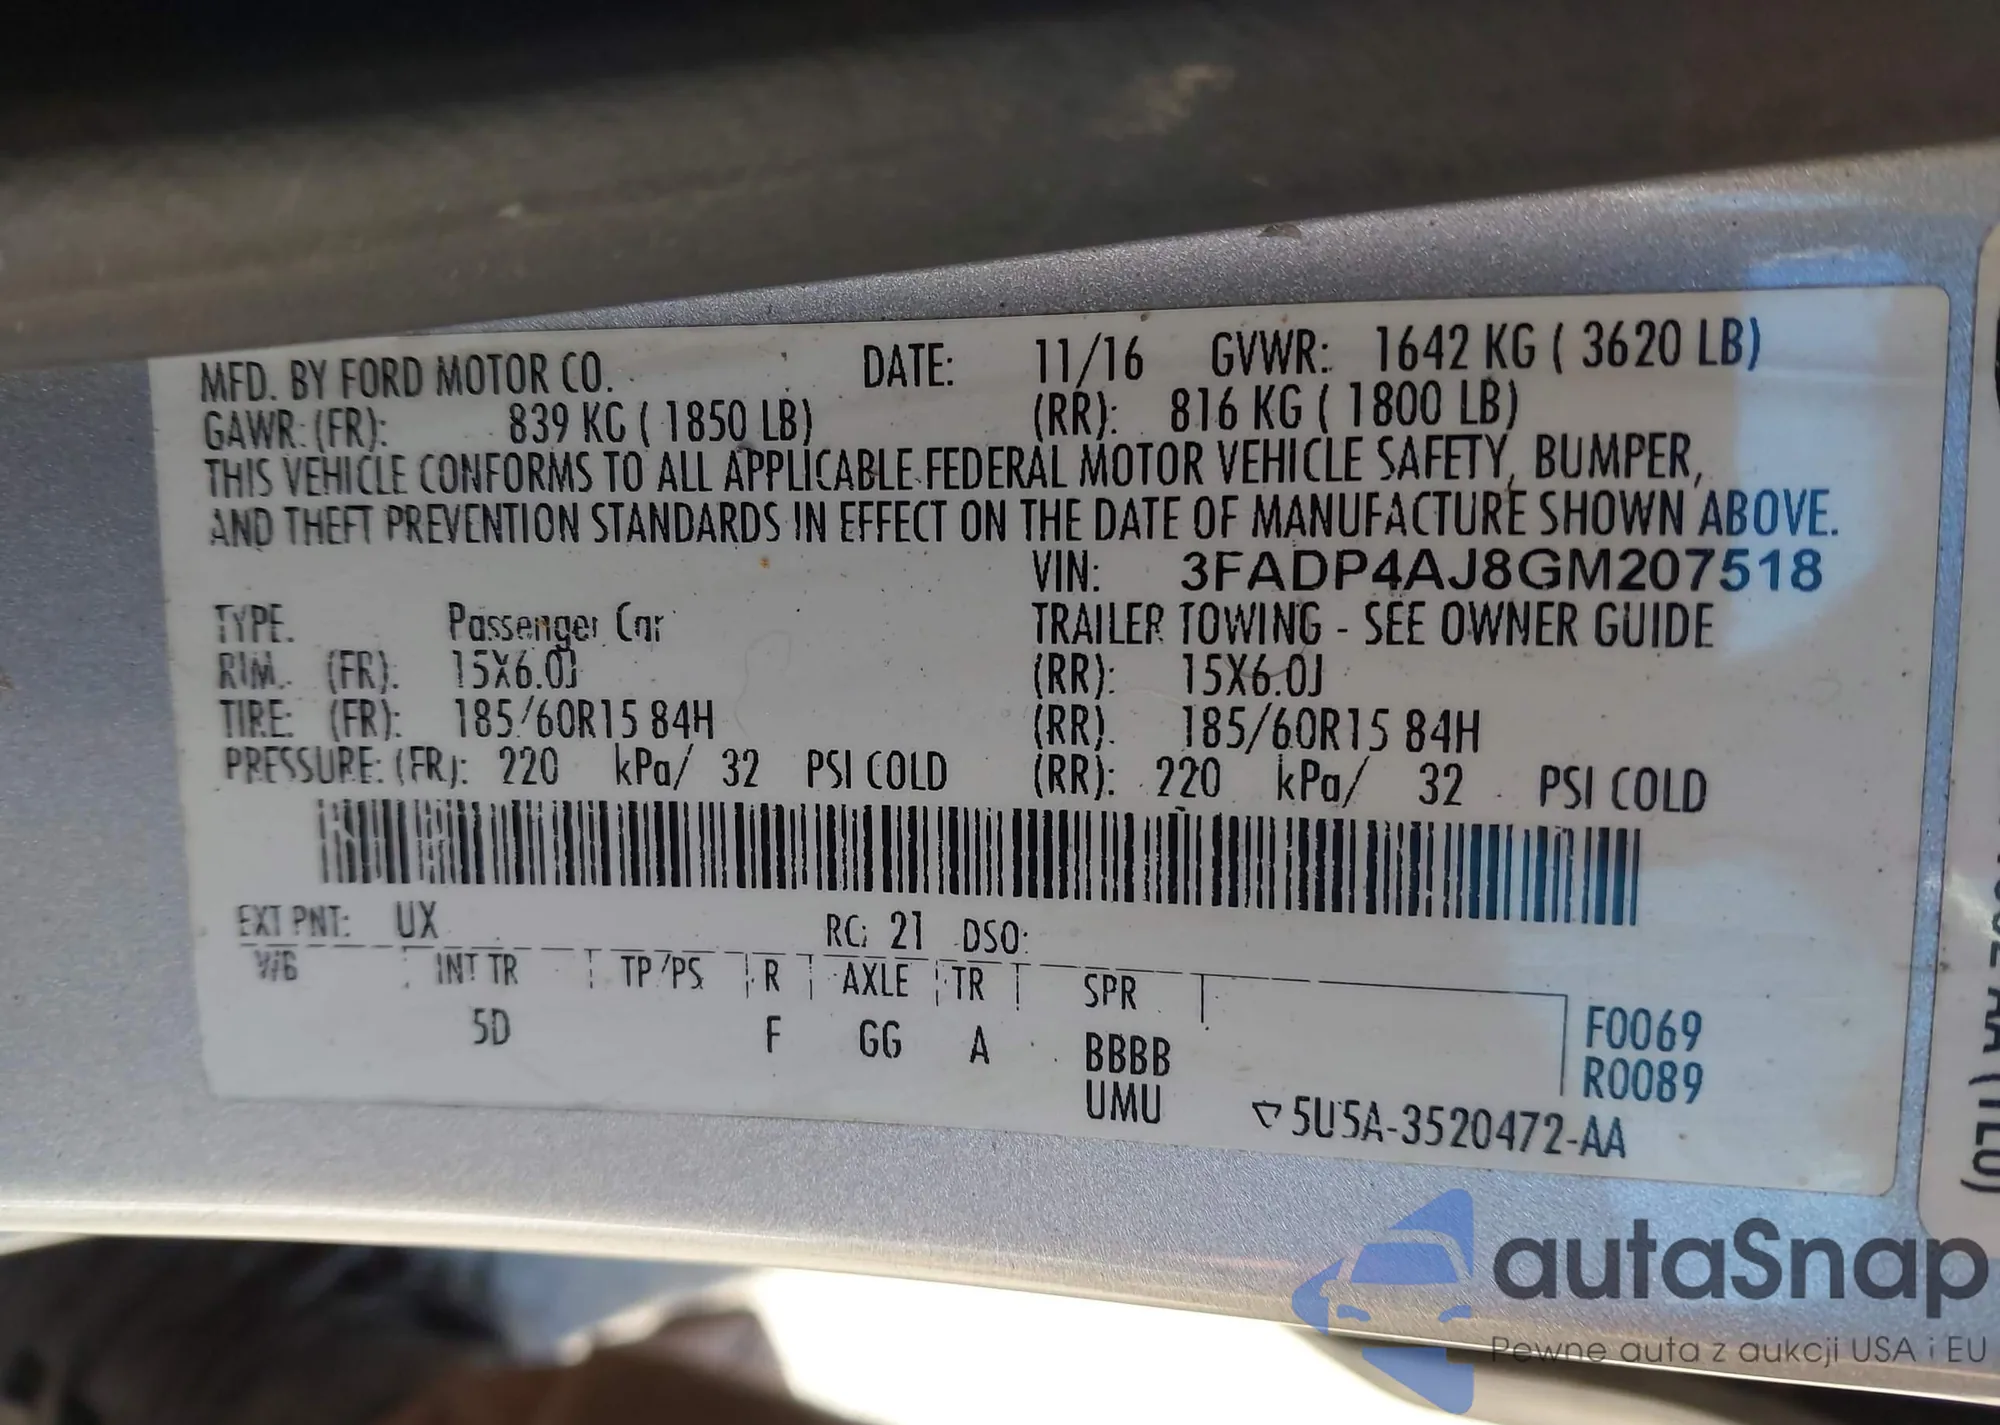 MFD. BY FORD MOTOR CO. DATE: 11/16 GVWR: 1642 KG ( 3620 LB)
GAWR: (FR): 839 KG ( 1850 LB) (RR): 816 KG ( 1800 LB)
THIS VEHICLE CONFORMS TO ALL APPLICABLE FEDERAL MOTOR VEHICLE SAFETY, BUMPER,
AND THEFT PREVENTION STANDARDS IN EFFECT ON THE DATE OF MANUFACTURE SHOWN ABOVE.
VIN: 3FADP4AJ8GM207518
TYPE. Passenger Car TRAILER TOWING - SEE OWNER GUIDE
RIM. (FR): 15X6.0J (RR): 15X6.0J
TIRE: (FR): 185/60R15 84H (RR). 185/60R15 84H
PRESSURE: (FR): 220 kPa/ 32 PSI COLD (RR): 220 kPa/ 32 PSI COLD
EXT PNT: UX RC: 21 DSO:
INT TR TP/PS R AXLE TR SPR
5D F GG A BBBB F0069
UMU R0089
5U5A-3520472-AA
autaSnap
Pewne auta z aukcji USA i EU